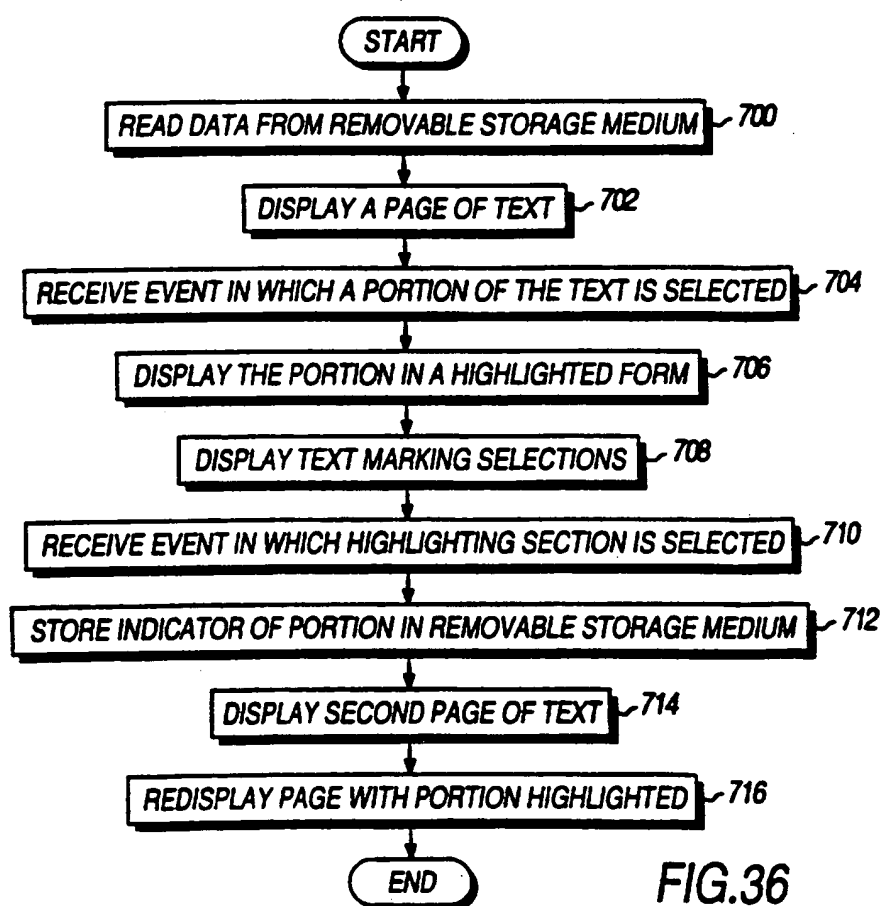 START
READ DATA FROM REMOVABLE STORAGE MEDIUM 700
DISPLAY A PAGE OF TEXT 702
RECEIVE EVENT IN WHICH A PORTION OF THE TEXT IS SELECTED 704
DISPLAY THE PORTION IN A HIGHLIGHTED FORM 706
DISPLAY TEXT MARKING SELECTIONS 708
RECEIVE EVENT IN WHICH HIGHLIGHTING SECTION IS SELECTED 710
STORE INDICATOR OF PORTION IN REMOVABLE STORAGE MEDIUM 712
DISPLAY SECOND PAGE OF TEXT 714
REDISPLAY PAGE WITH PORTION HIGHLIGHTED 716
END
FIG.36